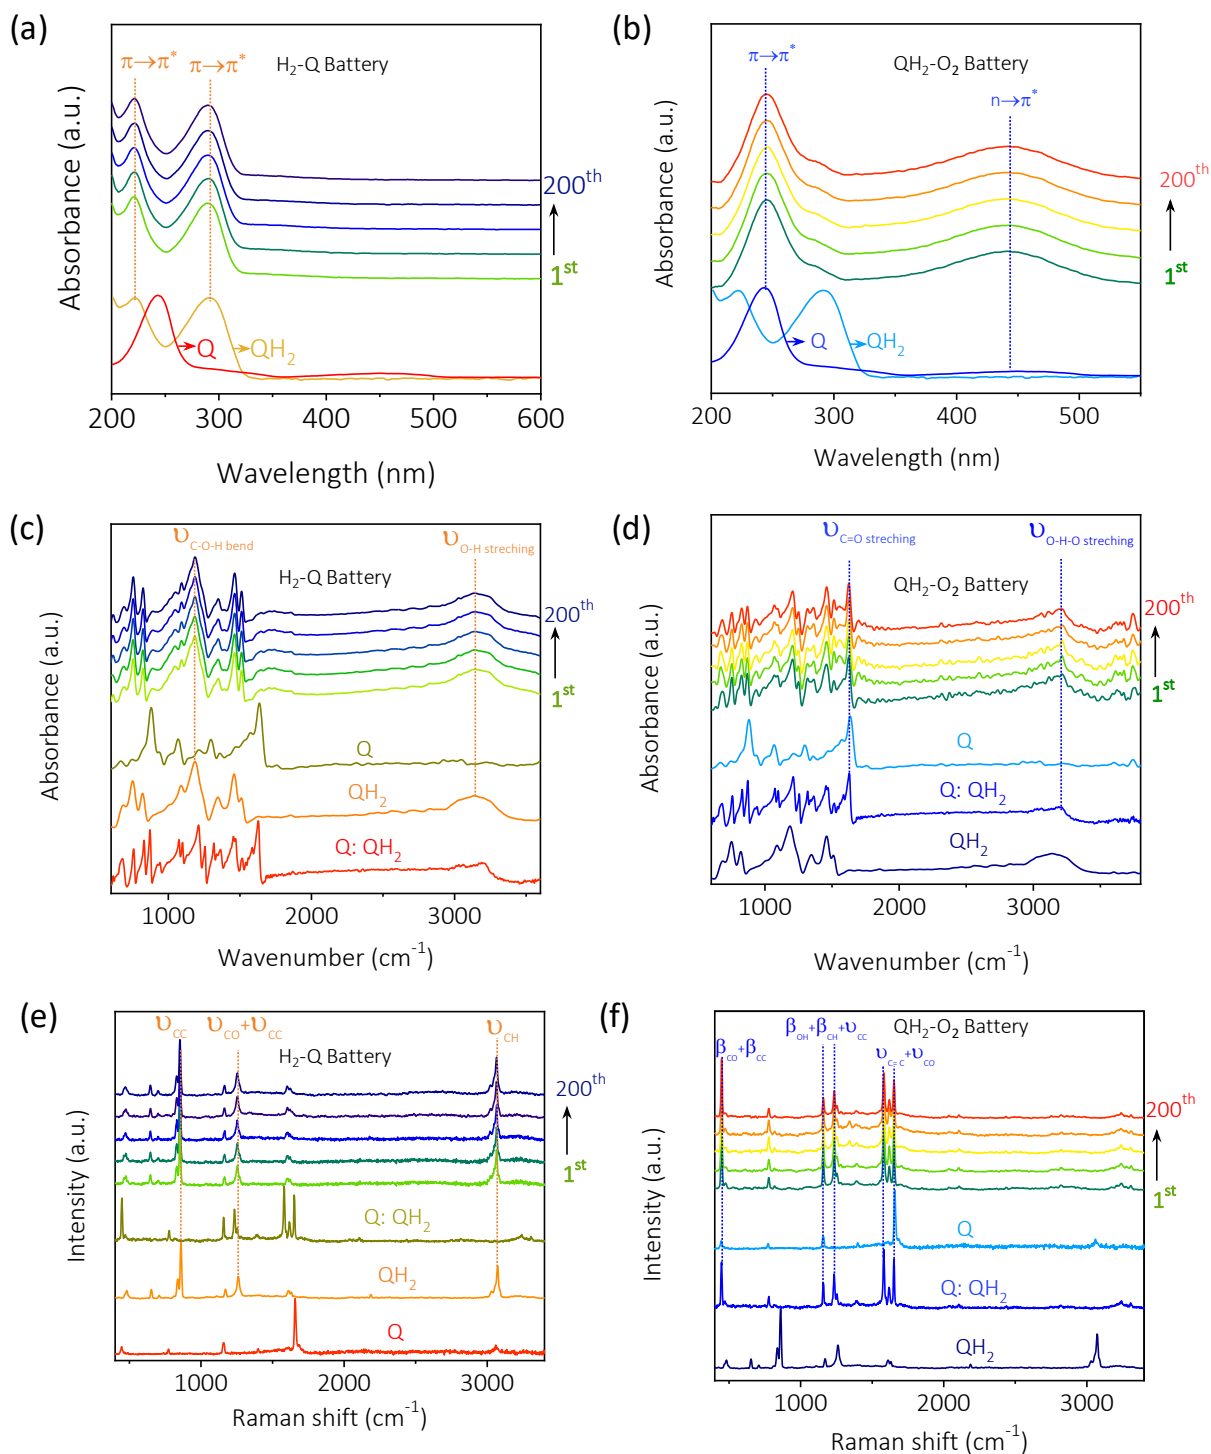 (a)
π→π*
π→π*
H₂-Q Battery
200th
1st
Q
QH₂
Absorbance (a.u.)
200
300
400
500
600
Wavelength (nm)
(b)
π→π*
QH₂-O₂ Battery
n→π*
200th
1st
Q
QH₂
Absorbance (a.u.)
200
300
400
500
Wavelength (nm)
(c)
υC-O-H bend
υO-H streching
H₂-Q Battery
200th
1st
Q
QH₂
Q: QH₂
Absorbance (a.u.)
1000
2000
3000
Wavenumber (cm⁻¹)
(d)
υC=O streching
υO-H-O streching
QH₂-O₂ Battery
200th
1st
Q
Q: QH₂
QH₂
Absorbance (a.u.)
1000
2000
3000
Wavenumber (cm⁻¹)
(e)
υCC
υCO+υCC
υCH
H₂-Q Battery
200th
1st
Q: QH₂
QH₂
Q
Intensity (a.u.)
1000
2000
3000
Raman shift (cm⁻¹)
(f)
βOH+βCH+υCC
QH₂-O₂ Battery
βCO+βCC
υC=C+υCO
200th
1st
Q
Q: QH₂
QH₂
Intensity (a.u.)
1000
2000
3000
Raman shift (cm⁻¹)